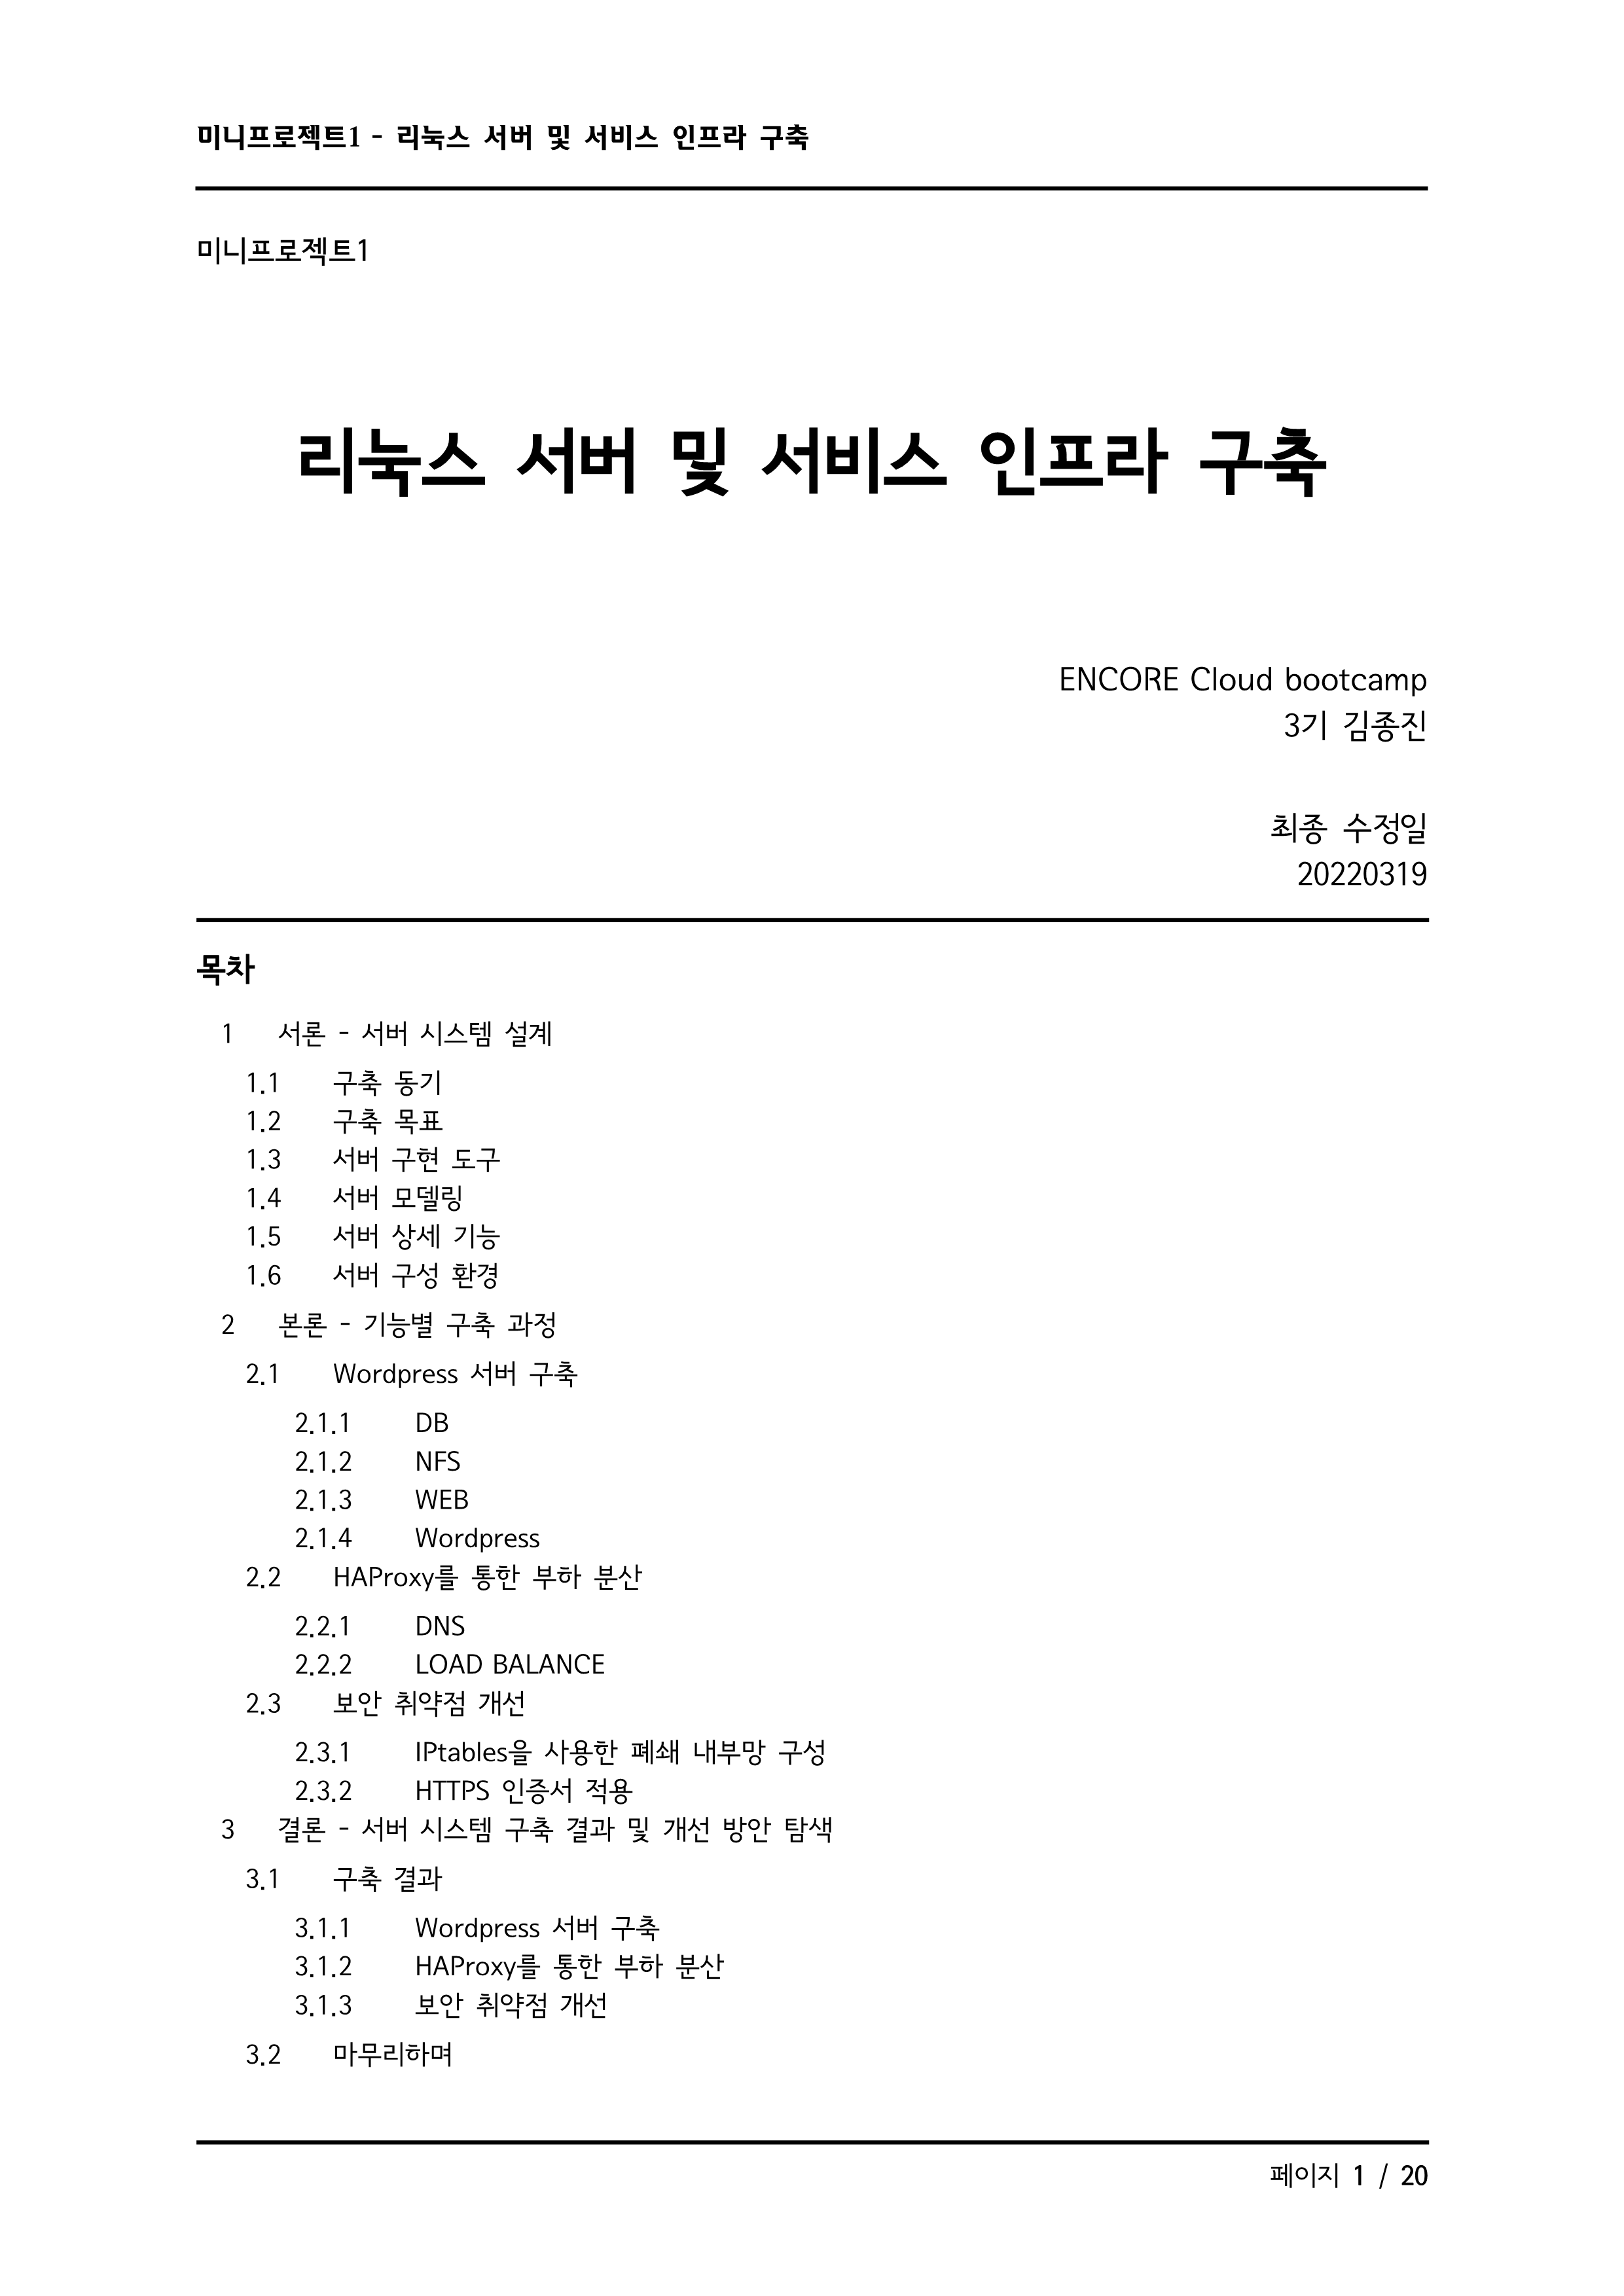 미니프로젝트1 - 리눅스 서버 및 서비스 인프라 구축
미니프로젝트1
리눅스 서버 및 서비스 인프라 구축
ENCORE Cloud bootcamp
3기 김종진
최종 수정일
20220319
목차
1 서론 - 서버 시스템 설계
1.1 구축 동기
1.2 구축 목표
1.3 서버 구현 도구
1.4 서버 모델링
1.5 서버 상세 기능
1.6 서버 구성 환경
2 본론 - 기능별 구축 과정
2.1 Wordpress 서버 구축
2.1.1 DB
2.1.2 NFS
2.1.3 WEB
2.1.4 Wordpress
2.2 HAProxy를 통한 부하 분산
2.2.1 DNS
2.2.2 LOAD BALANCE
2.3 보안 취약점 개선
2.3.1 IPtables을 사용한 폐쇄 내부망 구성
2.3.2 HTTPS 인증서 적용
3 결론 - 서버 시스템 구축 결과 및 개선 방안 탐색
3.1 구축 결과
3.1.1 Wordpress 서버 구축
3.1.2 HAProxy를 통한 부하 분산
3.1.3 보안 취약점 개선
3.2 마무리하며
페이지 1 / 20